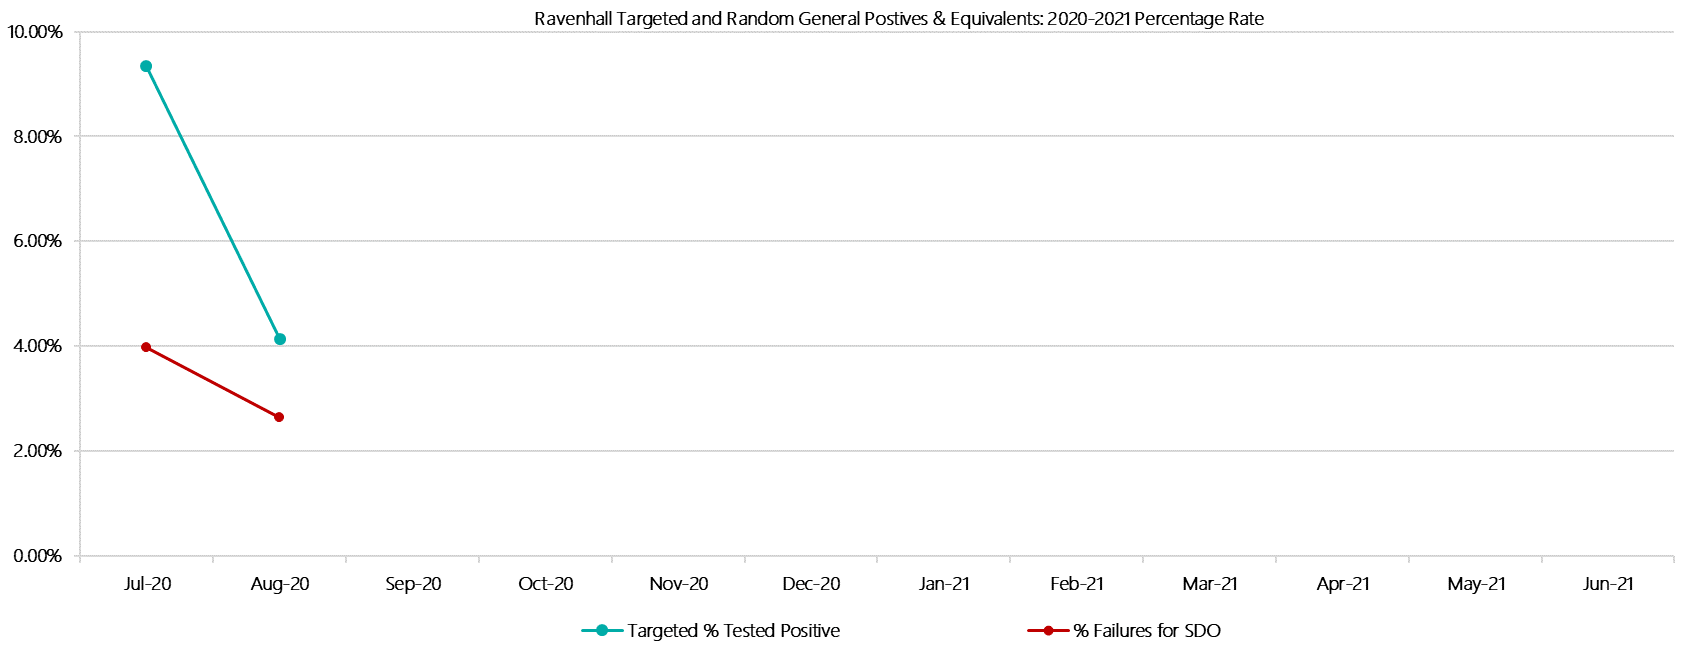 Ravenhall Targeted and Random General Postives & Equivalents: 2020-2021 Percentage Rate
10.00%
8.00%
6.00%
4.00%
2.00%
0.00%
Jul-20 Aug-20 Sep-20 Oct-20 Nov-20 Dec-20 Jan-21 Feb-21 Mar-21 Apr-21 May-21 Jun-21
Targeted % Tested Positive % Failures for SDO